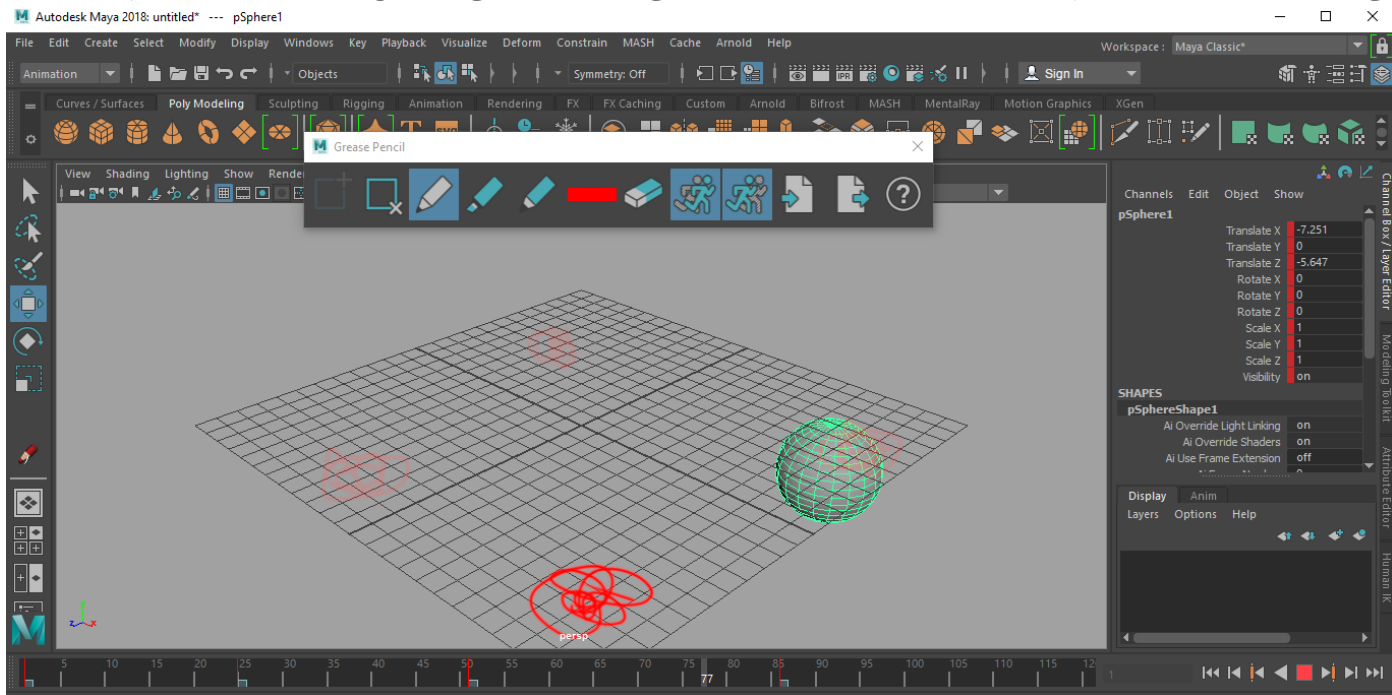 Autodesk Maya 2018: untitled* --- pSphere1
File Edit Create Select Modify Display Windows Key Playback Visualize Deform Constrain MASH Cache Arnold Help
Workspace : Maya Classic*
Animation Objects Symmetry: Off IPR Sign In
Curves / Surfaces Poly Modeling Sculpting Rigging Animation Rendering FX FX Caching Custom Arnold Bifrost MASH MentalRay Motion Graphics XGen
Grease Pencil
View Shading Lighting Show
?
Channels Edit Object Show
pSphere1
Translate X -7.251
Translate Y 0
Translate Z -5.647
Rotate X 0
Rotate Y 0
Rotate Z 0
Scale X 1
Scale Y 1
Scale Z 1
Visibility on
SHAPES
pSphereShape1
Ai Override Light Linking on
Ai Override Shaders on
Ai Use Frame Extension off
Display Anim
Layers Options Help
Channel Box / Layer Editor
Modeling Toolkit
Attribute Editor
Human IK
persp
5 10 15 20 25 30 35 40 45 50 55 60 65 70 75 80 85 90 95 100 105 110 115
77
1